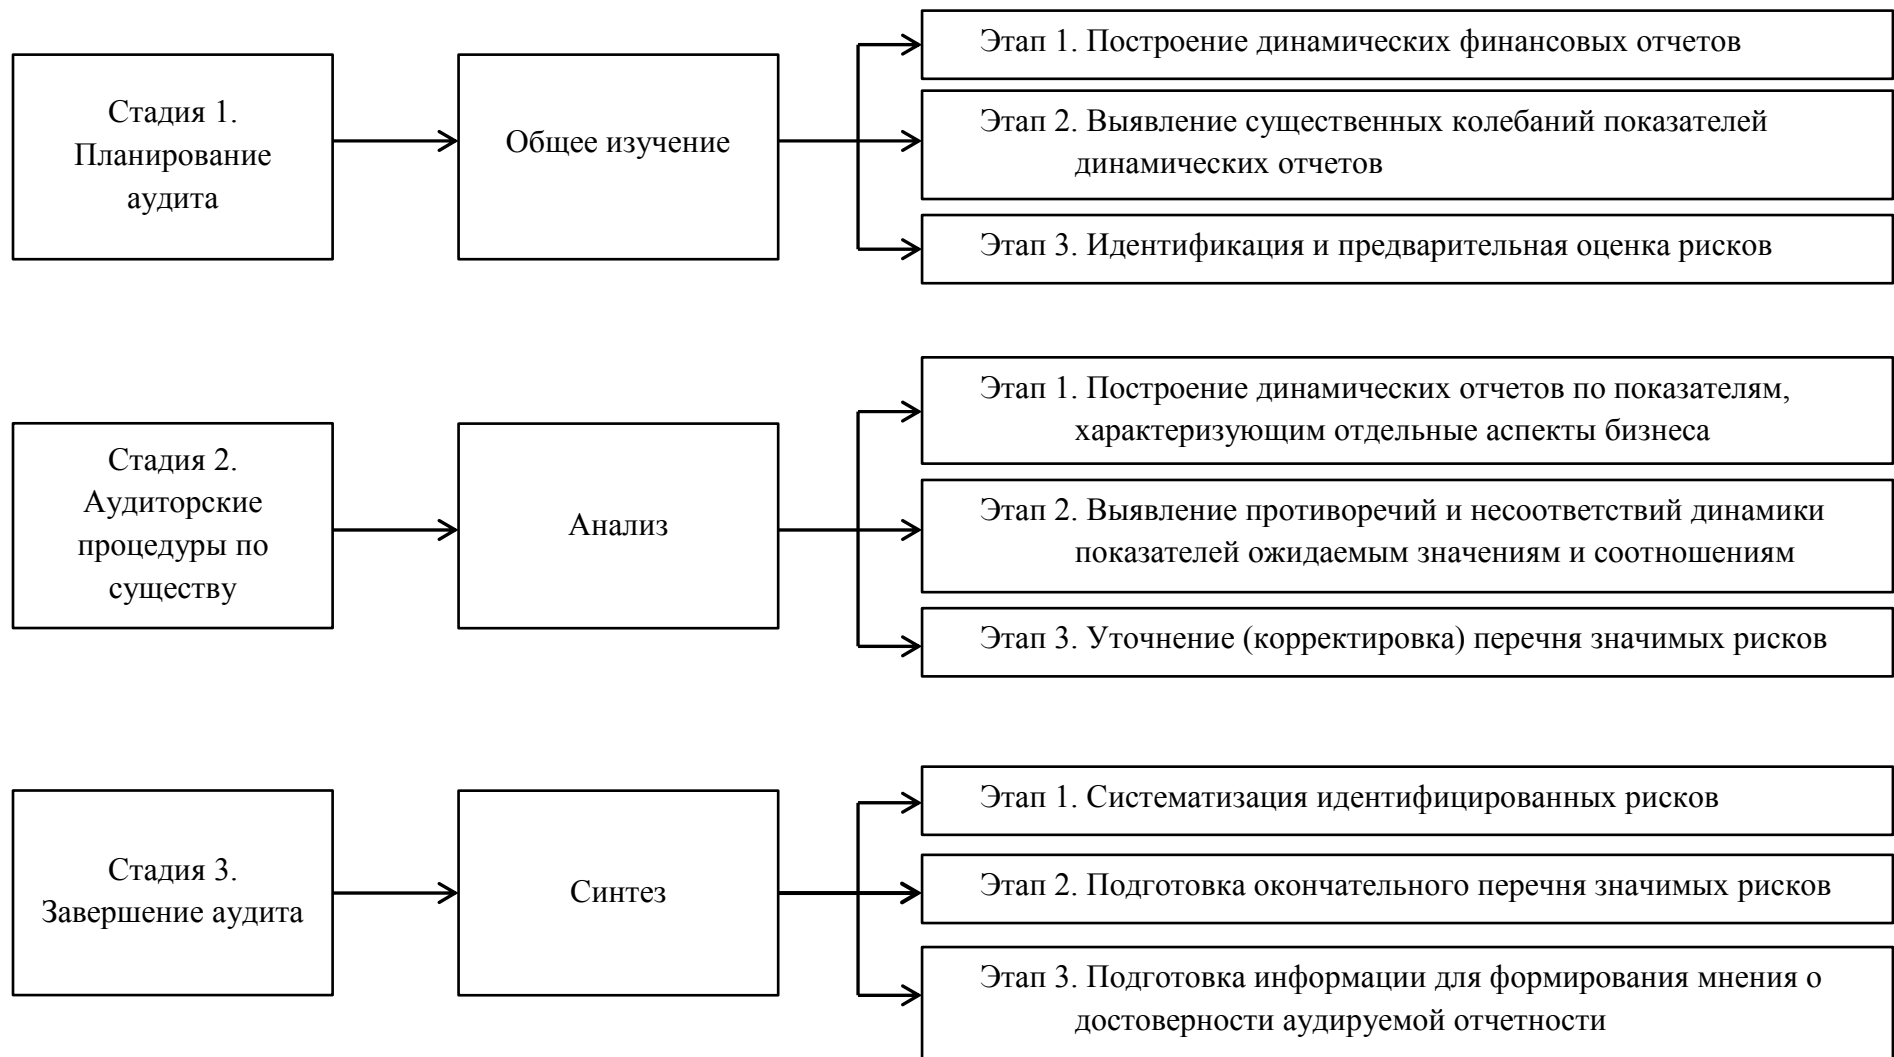 Стадия 1.
Планирование
аудита
Общее изучение
Этап 1. Построение динамических финансовых отчетов
Этап 2. Выявление существенных колебаний показателей
динамических отчетов
Этап 3. Идентификация и предварительная оценка рисков
Стадия 2.
Аудиторские
процедуры по
существу
Анализ
Этап 1. Построение динамических отчетов по показателям,
характеризующим отдельные аспекты бизнеса
Этап 2. Выявление противоречий и несоответствий динамики
показателей ожидаемым значениям и соотношениям
Этап 3. Уточнение (корректировка) перечня значимых рисков
Стадия 3.
Завершение аудита
Синтез
Этап 1. Систематизация идентифицированных рисков
Этап 2. Подготовка окончательного перечня значимых рисков
Этап 3. Подготовка информации для формирования мнения о
достоверности аудируемой отчетности